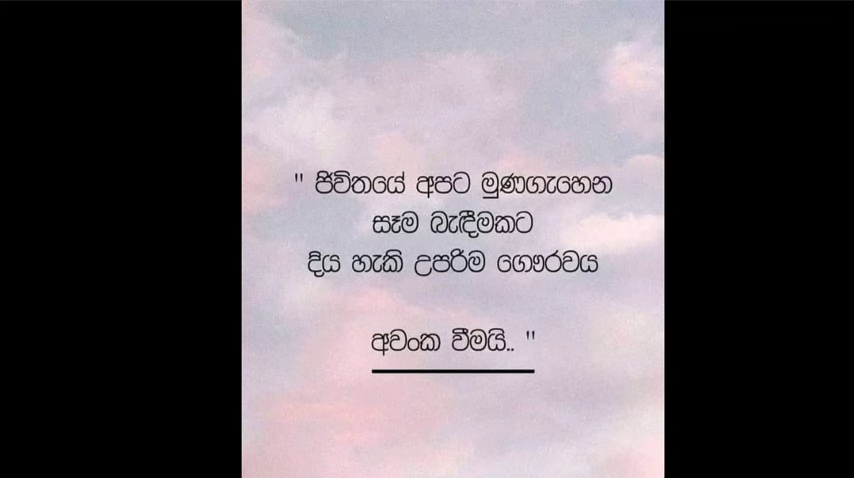 " ජීවිතයේ අපට මුණගැහෙන
සෑම බැඳීමකට
දිය හැකි උපරිම ගෞරවය
අවංක වීමයි.. "